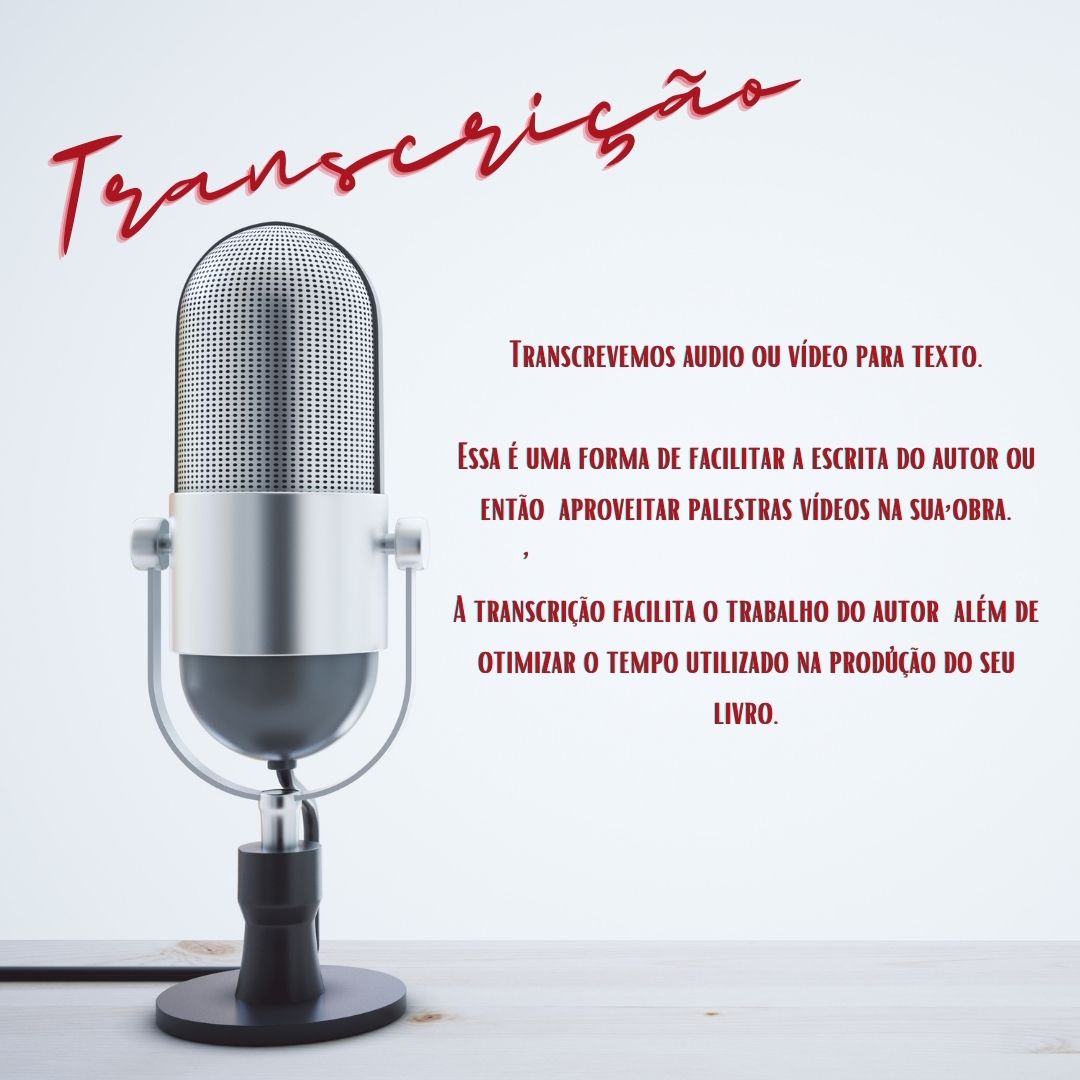 Transcrição
Transcrevemos audio ou vídeo para texto.
Essa é uma forma de facilitar a escrita do autor ou
então aproveitar palestras vídeos na sua,obra.
,
A transcrição facilita o trabalho do autor além de
otimizar o tempo utilizado na produção do seu
livro.